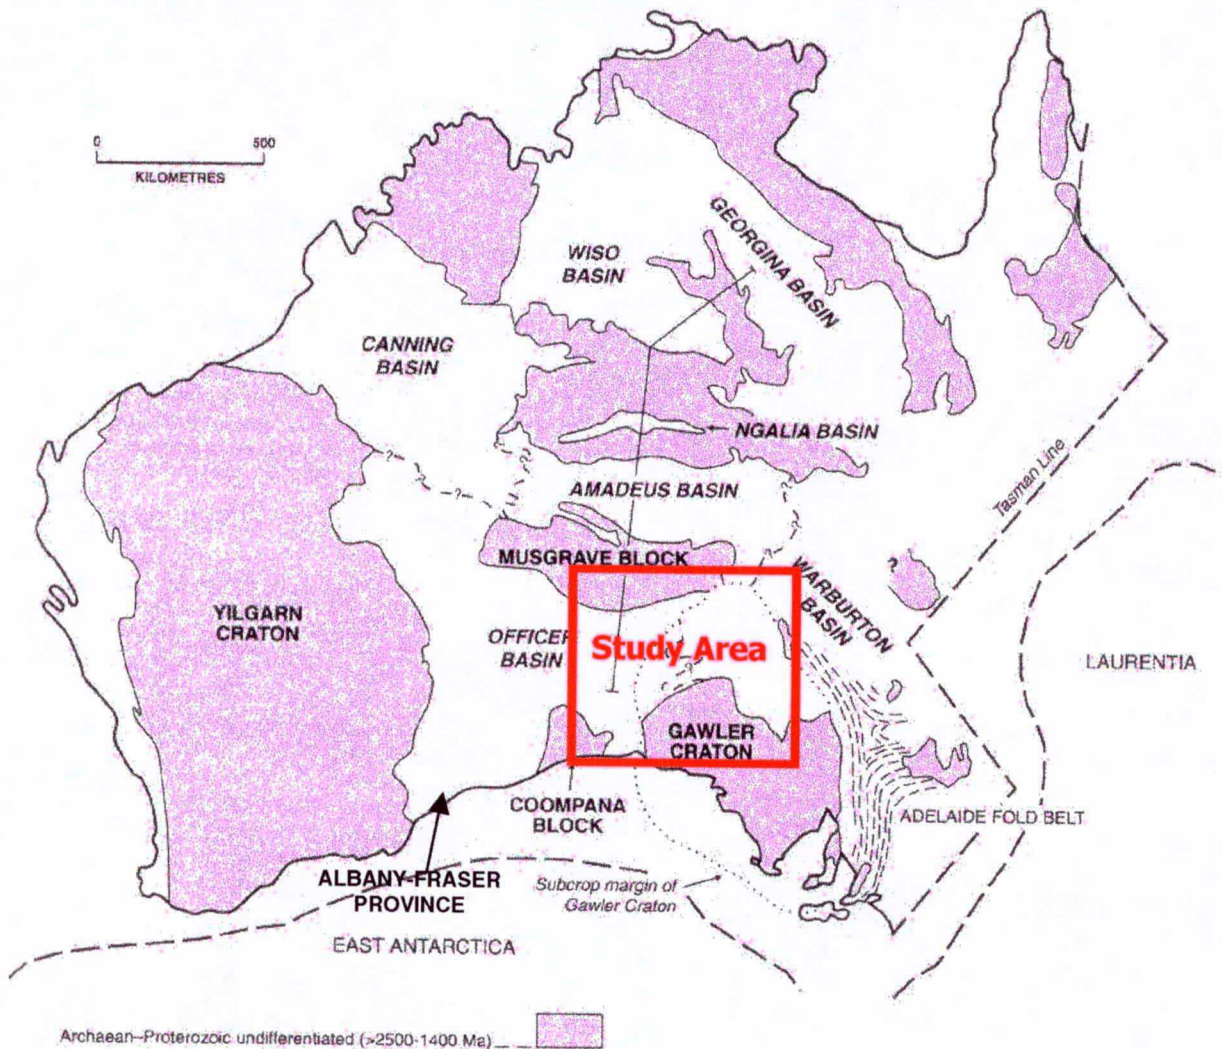 0 500
KILOMETRES
GEORGINA BASIN
WISO
BASIN
CANNING
BASIN
NGALIA BASIN
Tasman Line
AMADEUS BASIN
MUSGRAVE BLOCK
WARBURTON
BASIN
YILGARN
CRATON
OFFICER
BASIN
Study Area
LAURENTIA
GAWLER
CRATON
COOMPANA
BLOCK
ADELAIDE FOLD BELT
ALBANY-FRASER
PROVINCE
Subcrop margin of
Gawler Craton
EAST ANTARCTICA
Archaean–Proterozoic undifferentiated (>2500-1400 Ma)